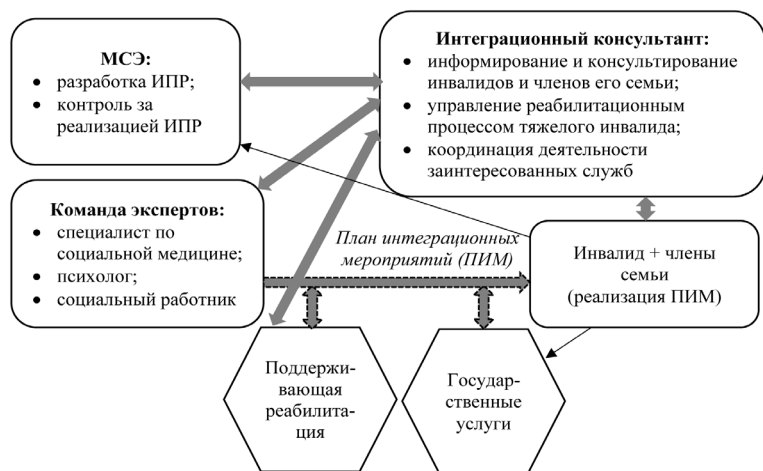 МСЭ:
• разработка ИПР;
• контроль за
реализацией ИПР
Интеграционный консультант:
• информирование и консультирование
инвалидов и членов его семьи;
• управление реабилитационным
процессом тяжелого инвалида;
• координация деятельности
заинтересованных служб
Команда экспертов:
• специалист по
социальной медицине;
• психолог;
• социальный работник
План интеграционных
мероприятий (ПИМ)
Инвалид + члены
семьи
(реализация ПИМ)
Поддержи-
вающая
реабилита-
ция
Государ-
ственные
услуги